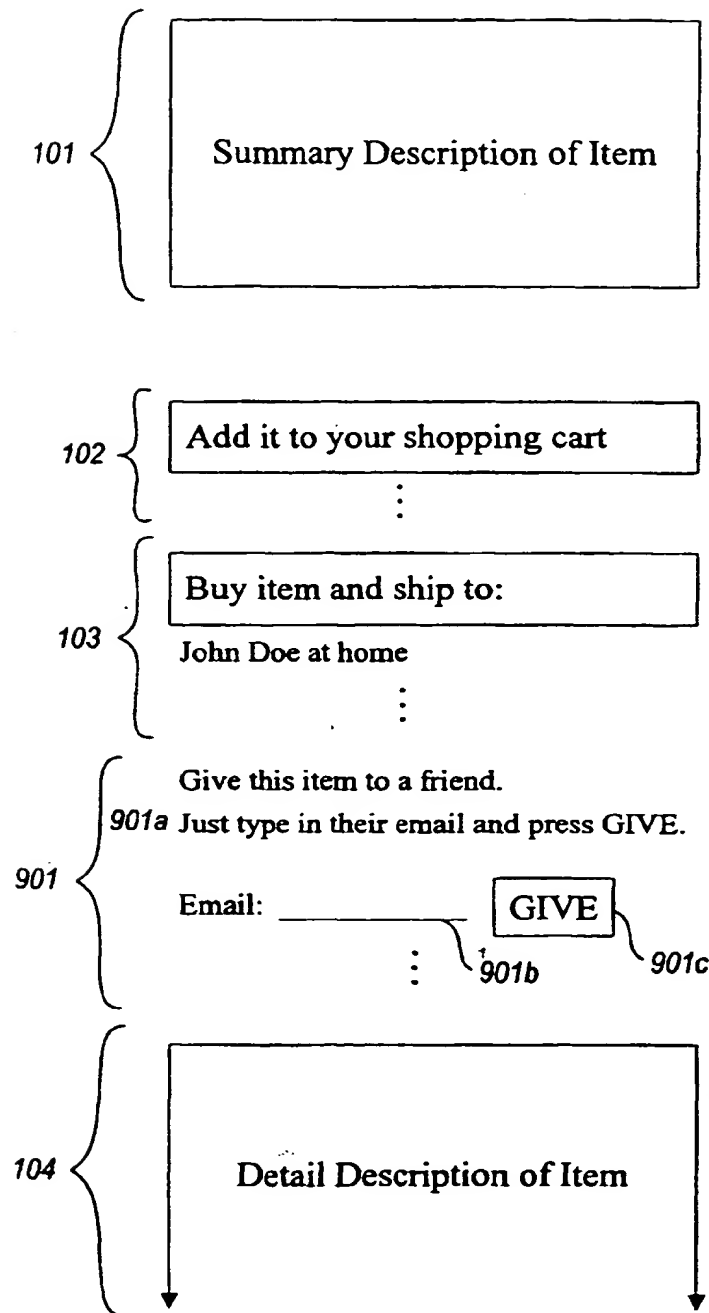 101
Summary Description of Item
102
Add it to your shopping cart
103
Buy item and ship to:
John Doe at home
901
Give this item to a friend.
901a Just type in their email and press GIVE.
Email: GIVE
901b
901c
104
Detail Description of Item